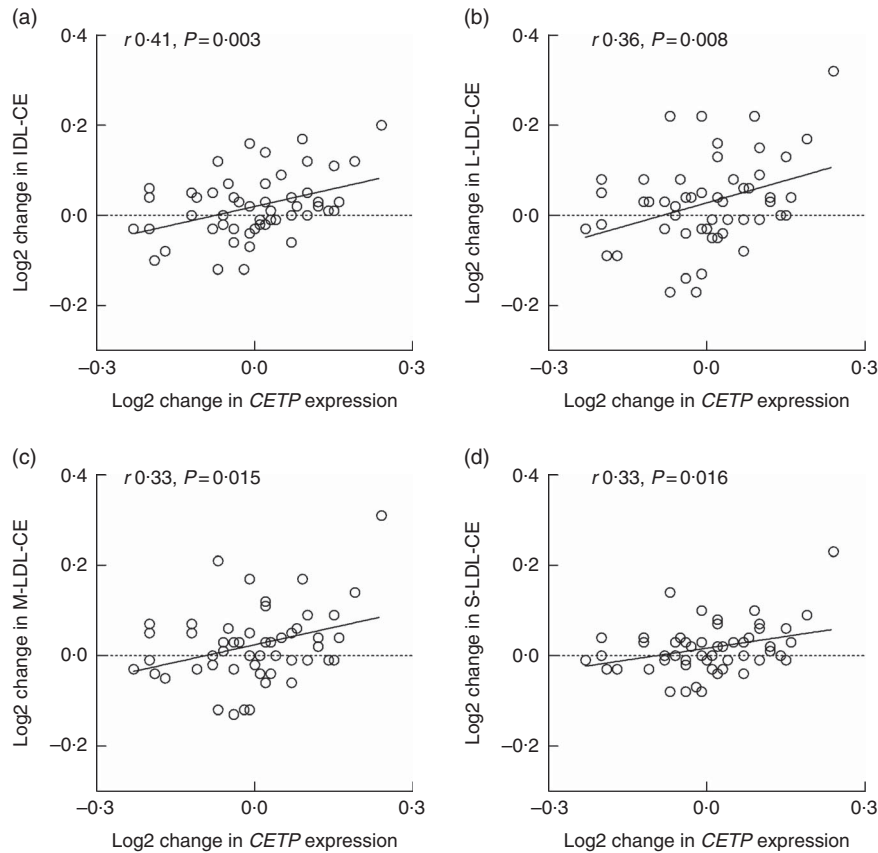 (a)
r 0·41, P=0·003
0·4
0·2
0·0
−0·2
Log2 change in IDL-CE
−0·3
0·0
0·3
Log2 change in CETP expression
(b)
r 0·36, P=0·008
0·4
0·2
0·0
−0·2
Log2 change in L-LDL-CE
−0·3
0·0
0·3
Log2 change in CETP expression
(c)
r 0·33, P=0·015
0·4
0·2
0·0
−0·2
Log2 change in M-LDL-CE
−0·3
0·0
0·3
Log2 change in CETP expression
(d)
r 0·33, P=0·016
0·4
0·2
0·0
−0·2
Log2 change in S-LDL-CE
−0·3
0·0
0·3
Log2 change in CETP expression